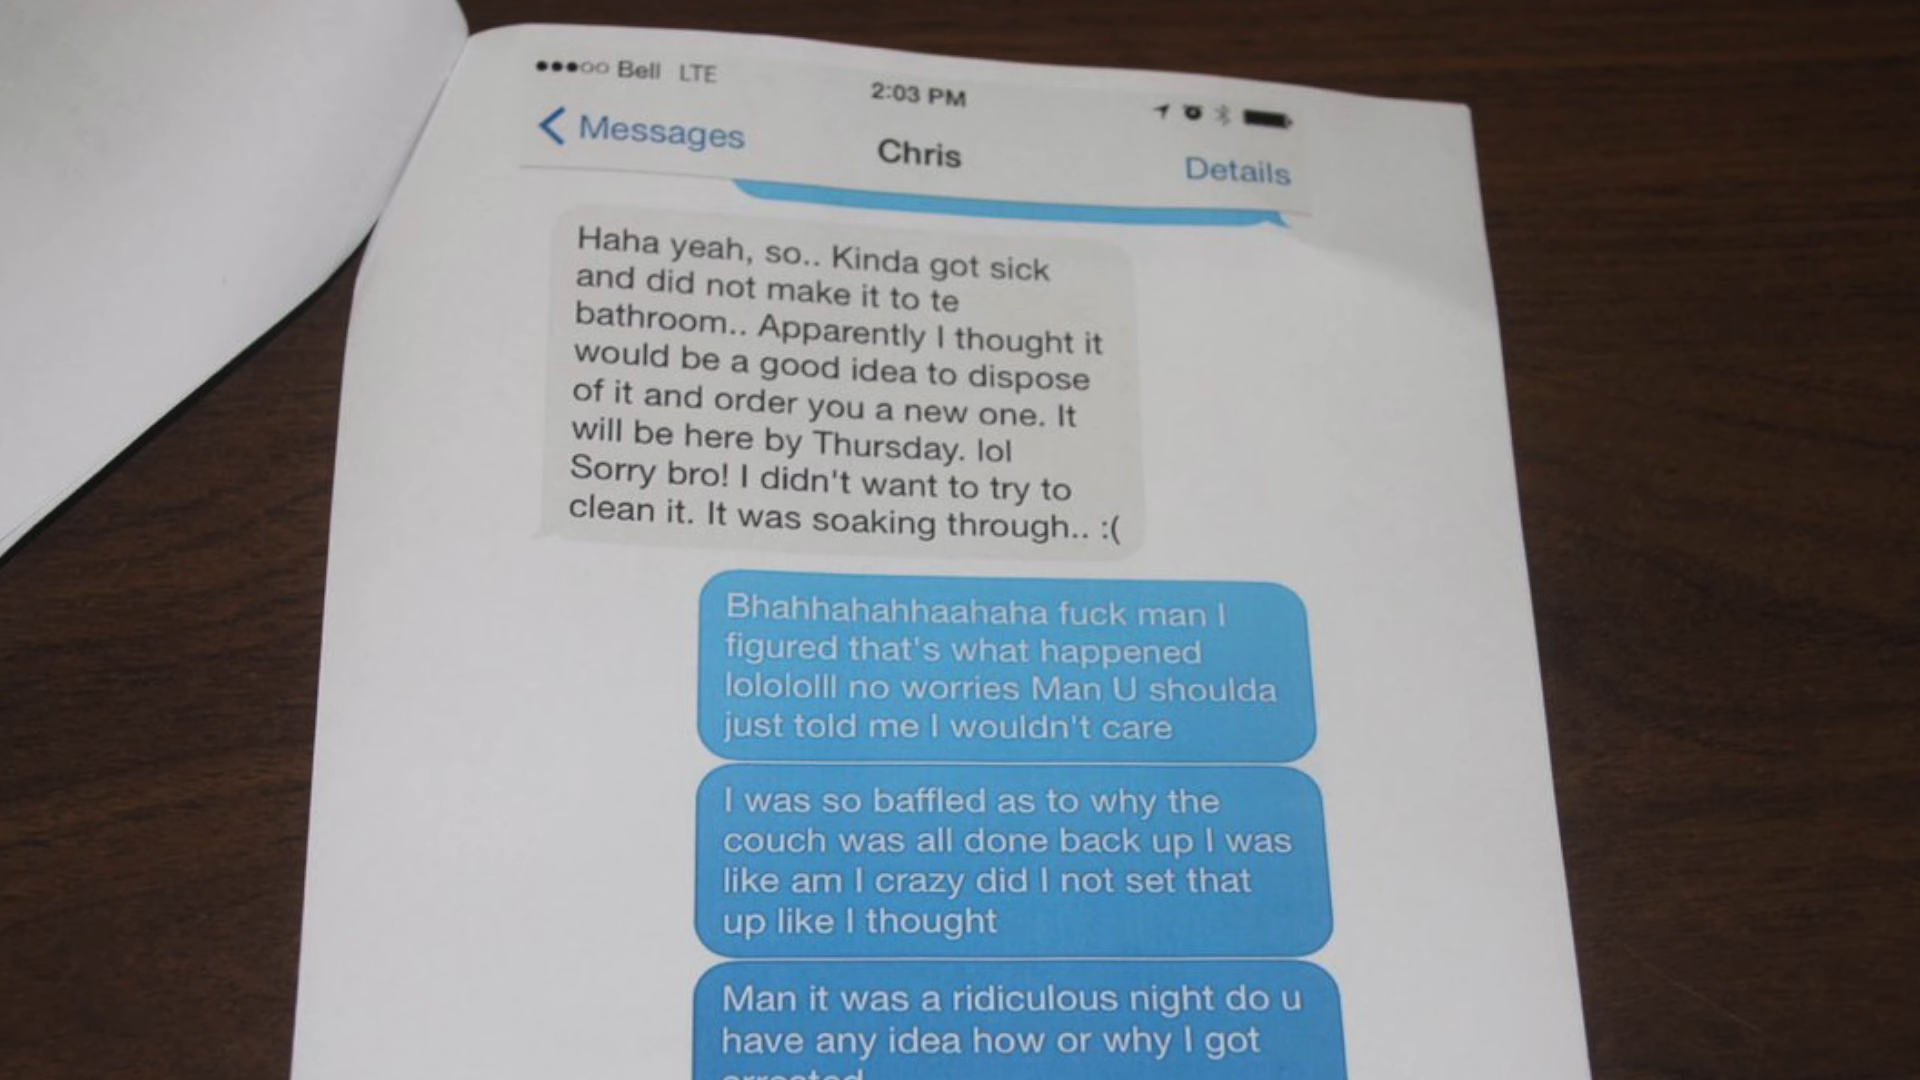 Bell LTE
2:03 PM
Messages
Chris
Details
Haha yeah, so.. Kinda got sick
and did not make it to te
bathroom.. Apparently I thought it
would be a good idea to dispose
of it and order you a new one. It
will be here by Thursday. lol
Sorry bro! I didn't want to try to
clean it. It was soaking through.. :(
Bhahhahahhaahaha fuck man I
figured that's what happened
lolololll no worries Man U shoulda
just told me I wouldn't care
I was so baffled as to why the
couch was all done back up I was
like am I crazy did I not set that
up like I thought
Man it was a ridiculous night do u
have any idea how or why I got